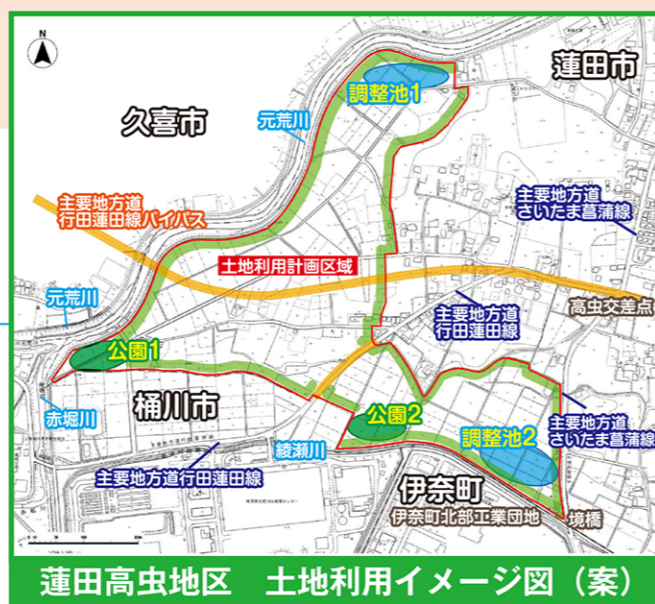 N
蓮田市
久喜市
元荒川
調整池1
主要地方道
行田蓮田線バイパス
主要地方道
さいたま菖蒲線
土地利用計画区域
元荒川
主要地方道
行田蓮田線
高虫交差点
公園1
桶川市
赤堀川
公園2
主要地方道
さいたま菖蒲線
綾瀬川
調整池2
主要地方道行田蓮田線
伊奈町
伊奈町北部工業団地
境橋
蓮田高虫地区 土地利用イメージ図（案）